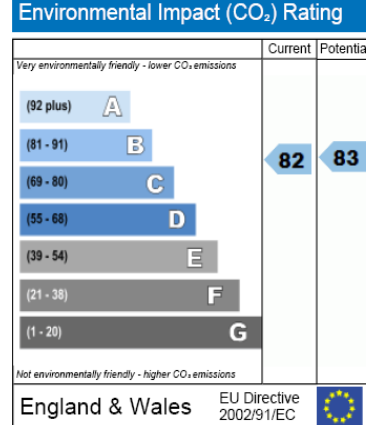 Environmental Impact (CO₂) Rating
Current Potentia
Very environmentally friendly - lower CO₂ emissions
(92 plus) A
(81 - 91) B
82 83
(69 - 80) C
(55 - 68) D
(39 - 54) E
(21 - 38) F
(1 - 20) G
Not environmentally friendly - higher CO₂ emissions
England & Wales
EU Directive
2002/91/EC